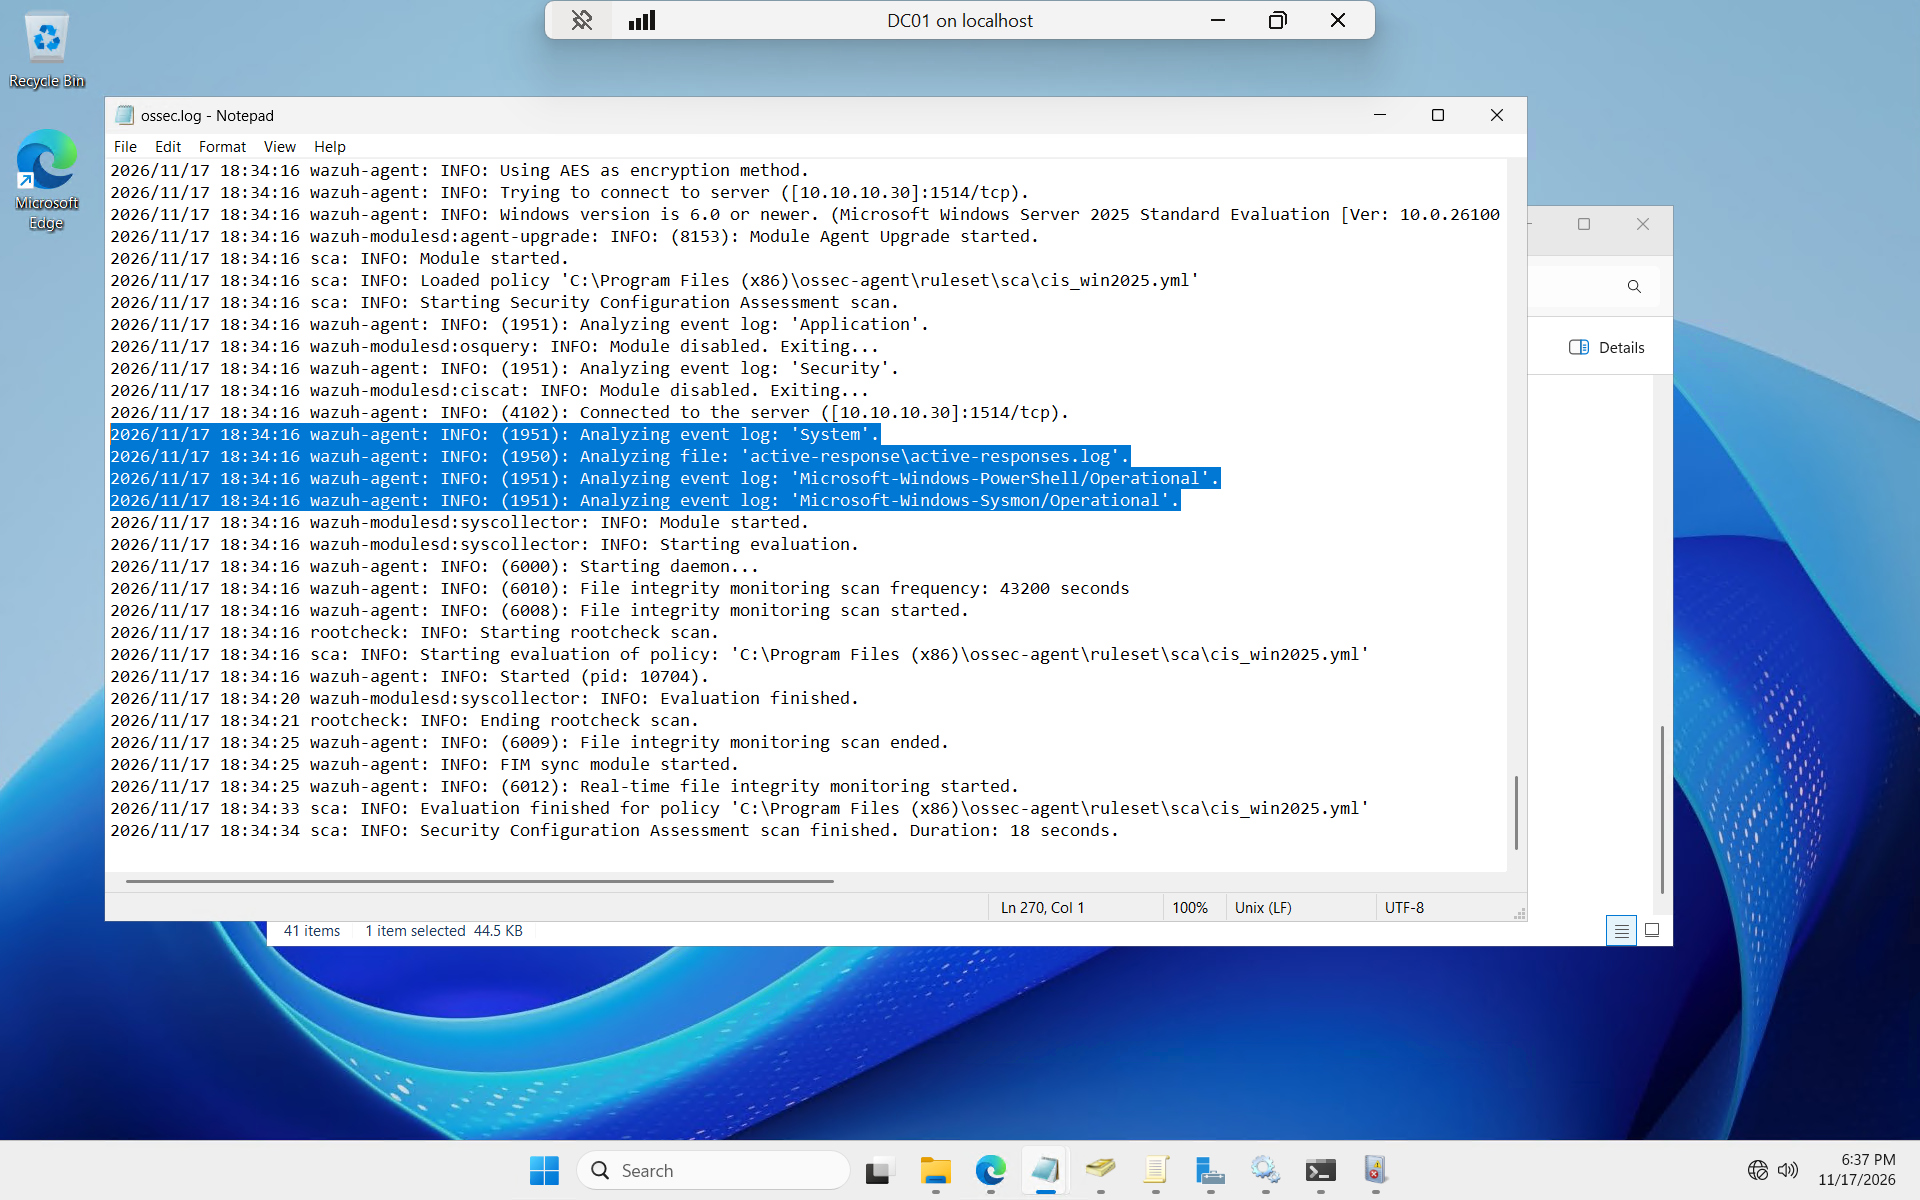 DC01 on localhost
Recycle Bin
Microsoft Edge
ossec.log - Notepad
File Edit Format View Help
2026/11/17 18:34:16 wazuh-agent: INFO: Using AES as encryption method.
2026/11/17 18:34:16 wazuh-agent: INFO: Trying to connect to server ([10.10.10.30]:1514/tcp).
2026/11/17 18:34:16 wazuh-agent: INFO: Windows version is 6.0 or newer. (Microsoft Windows Server 2025 Standard Evaluation [Ver: 10.0.26100
2026/11/17 18:34:16 wazuh-modulesd:agent-upgrade: INFO: (8153): Module Agent Upgrade started.
2026/11/17 18:34:16 sca: INFO: Module started.
2026/11/17 18:34:16 sca: INFO: Loaded policy 'C:\Program Files (x86)\ossec-agent\ruleset\sca\cis_win2025.yml'
2026/11/17 18:34:16 sca: INFO: Starting Security Configuration Assessment scan.
2026/11/17 18:34:16 wazuh-agent: INFO: (1951): Analyzing event log: 'Application'.
2026/11/17 18:34:16 wazuh-modulesd:osquery: INFO: Module disabled. Exiting...
2026/11/17 18:34:16 wazuh-agent: INFO: (1951): Analyzing event log: 'Security'.
2026/11/17 18:34:16 wazuh-modulesd:ciscat: INFO: Module disabled. Exiting...
2026/11/17 18:34:16 wazuh-agent: INFO: (4102): Connected to the server ([10.10.10.30]:1514/tcp).
2026/11/17 18:34:16 wazuh-agent: INFO: (1951): Analyzing event log: 'System'.
2026/11/17 18:34:16 wazuh-agent: INFO: (1950): Analyzing file: 'active-response\active-responses.log'.
2026/11/17 18:34:16 wazuh-agent: INFO: (1951): Analyzing event log: 'Microsoft-Windows-PowerShell/Operational'.
2026/11/17 18:34:16 wazuh-agent: INFO: (1951): Analyzing event log: 'Microsoft-Windows-Sysmon/Operational'.
2026/11/17 18:34:16 wazuh-modulesd:syscollector: INFO: Module started.
2026/11/17 18:34:16 wazuh-modulesd:syscollector: INFO: Starting evaluation.
2026/11/17 18:34:16 wazuh-agent: INFO: (6000): Starting daemon...
2026/11/17 18:34:16 wazuh-agent: INFO: (6010): File integrity monitoring scan frequency: 43200 seconds
2026/11/17 18:34:16 wazuh-agent: INFO: (6008): File integrity monitoring scan started.
2026/11/17 18:34:16 rootcheck: INFO: Starting rootcheck scan.
2026/11/17 18:34:16 sca: INFO: Starting evaluation of policy: 'C:\Program Files (x86)\ossec-agent\ruleset\sca\cis_win2025.yml'
2026/11/17 18:34:16 wazuh-agent: INFO: Started (pid: 10704).
2026/11/17 18:34:20 wazuh-modulesd:syscollector: INFO: Evaluation finished.
2026/11/17 18:34:21 rootcheck: INFO: Ending rootcheck scan.
2026/11/17 18:34:25 wazuh-agent: INFO: (6009): File integrity monitoring scan ended.
2026/11/17 18:34:25 wazuh-agent: INFO: FIM sync module started.
2026/11/17 18:34:25 wazuh-agent: INFO: (6012): Real-time file integrity monitoring started.
2026/11/17 18:34:33 sca: INFO: Evaluation finished for policy 'C:\Program Files (x86)\ossec-agent\ruleset\sca\cis_win2025.yml'
2026/11/17 18:34:34 sca: INFO: Security Configuration Assessment scan finished. Duration: 18 seconds.
Ln 270, Col 1 100% Unix (LF) UTF-8
Details
41 items 1 item selected 44.5 KB
Search
6:37 PM
11/17/2026